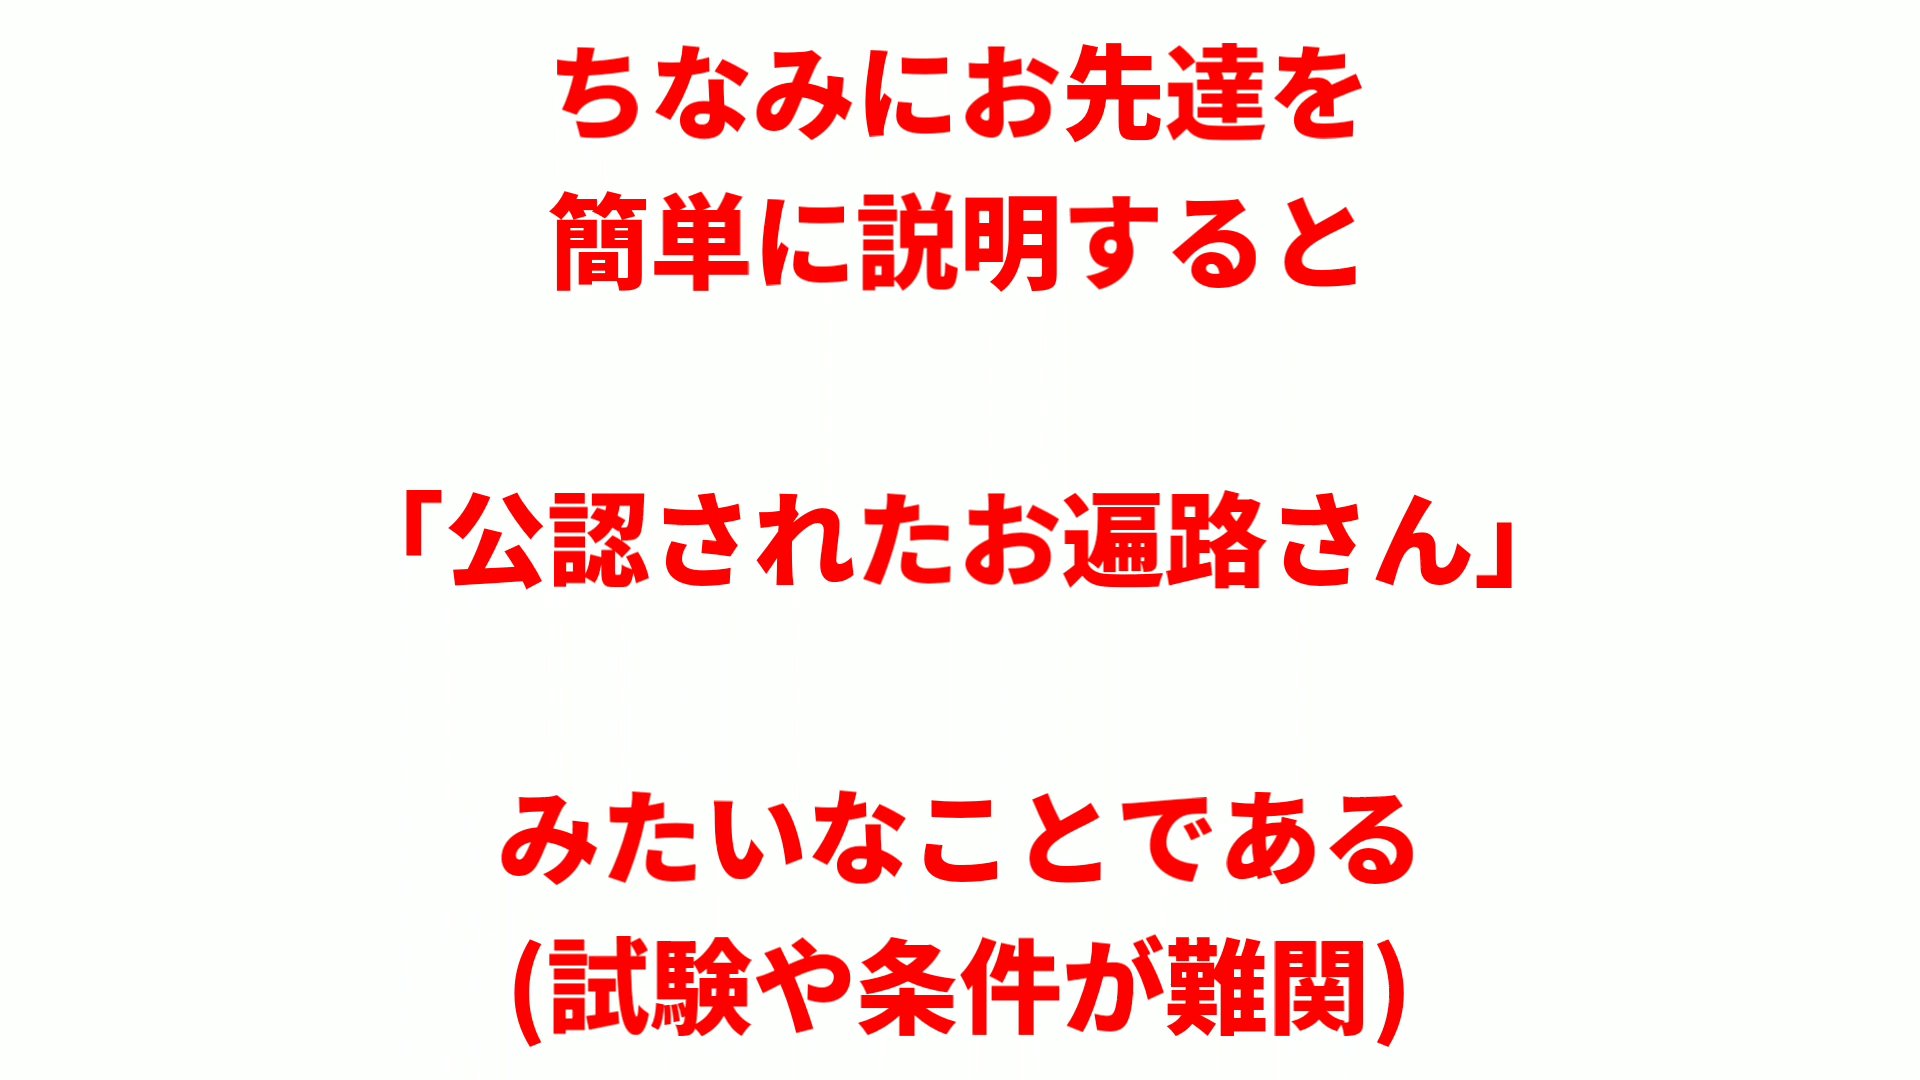 ちなみにお先達を
簡単に説明すると
「公認されたお遍路さん」
みたいなことである
(試験や条件が難関)